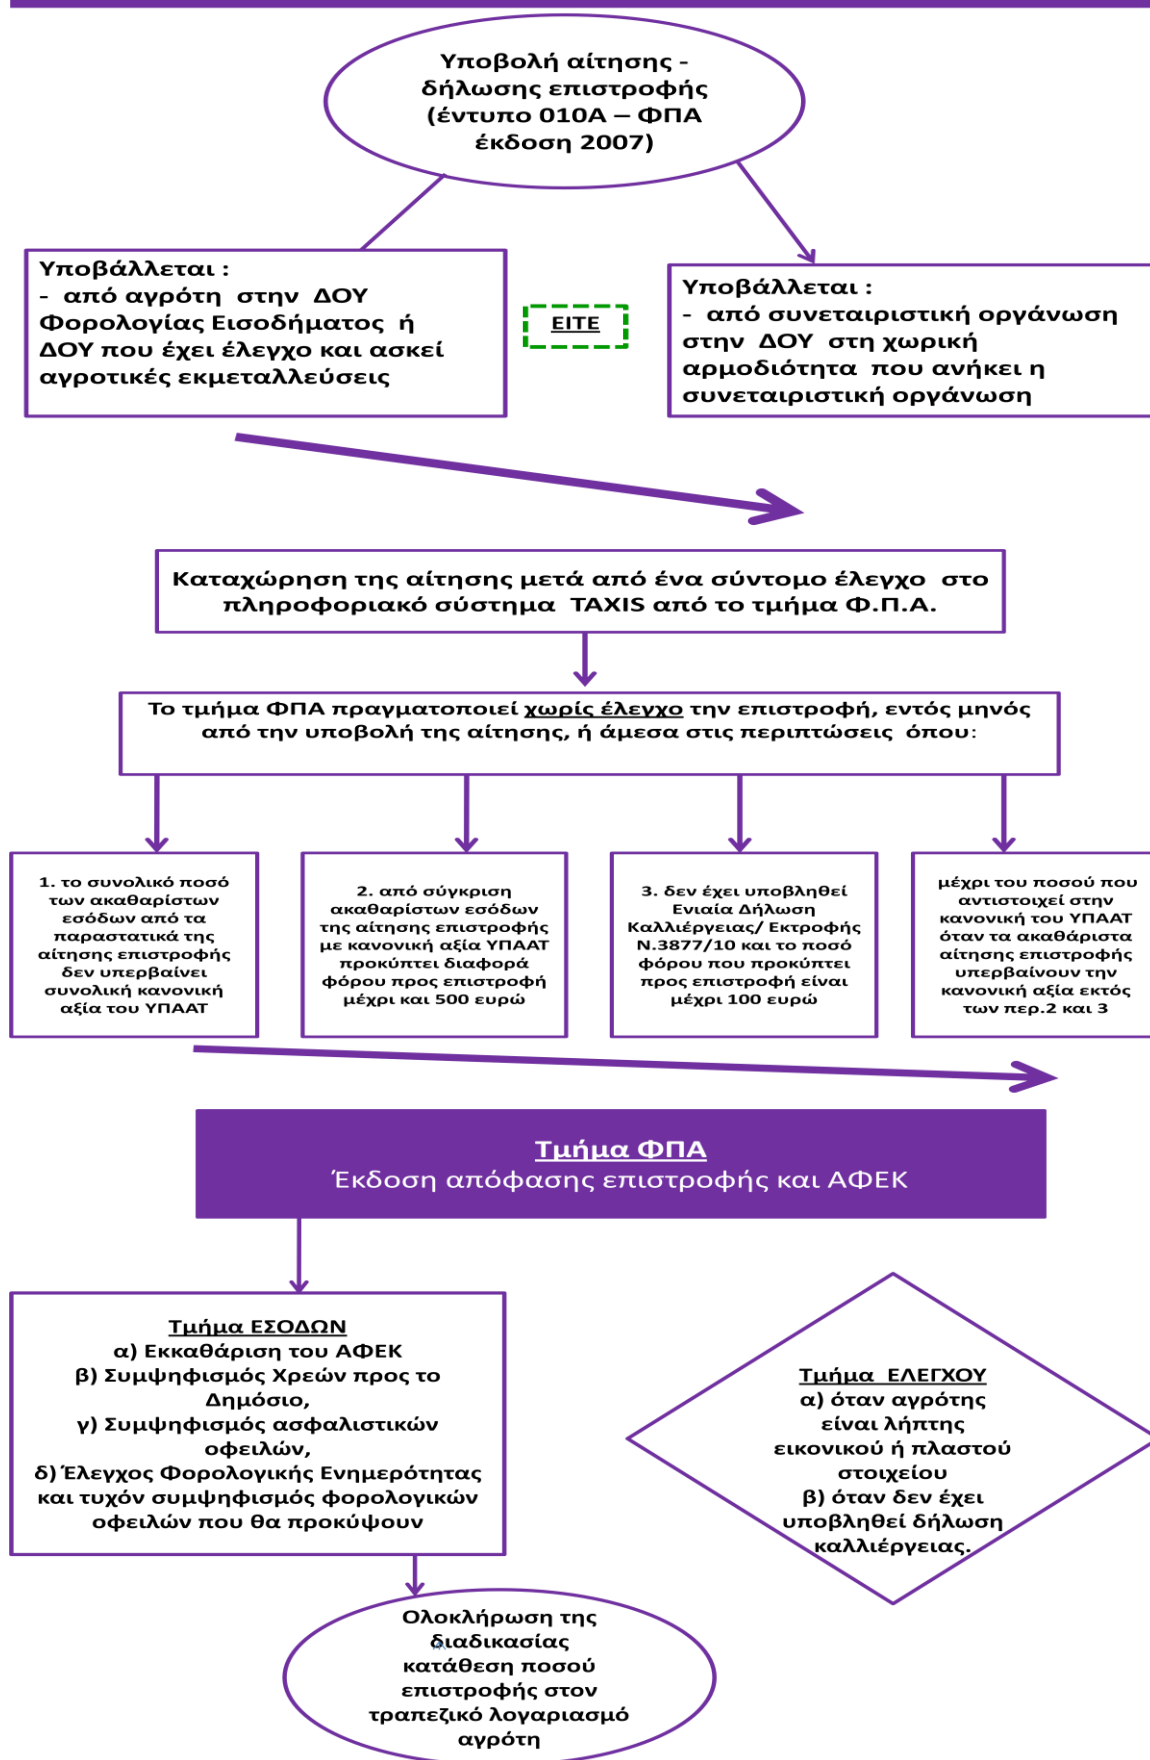 Υποβολή αίτησης -
δήλωσης επιστροφής
(έντυπο 010Α – ΦΠΑ
έκδοση 2007)
Υποβάλλεται :
- από αγρότη στην ΔΟΥ
Φορολογίας Εισοδήματος ή
ΔΟΥ που έχει έλεγχο και ασκεί
αγροτικές εκμεταλλεύσεις
ΕΙΤΕ
Υποβάλλεται :
- από συνεταιριστική οργάνωση
στην ΔΟΥ στη χωρική
αρμοδιότητα που ανήκει η
συνεταιριστική οργάνωση
Καταχώρηση της αίτησης μετά από ένα σύντομο έλεγχο στο
πληροφοριακό σύστημα TAXIS από το τμήμα Φ.Π.Α.
Το τμήμα ΦΠΑ πραγματοποιεί χωρίς έλεγχο την επιστροφή, εντός μηνός
από την υποβολή της αίτησης, ή άμεσα στις περιπτώσεις όπου:
1. το συνολικό ποσό
των ακαθαρίστων
εσόδων από τα
παραστατικά της
αίτησης επιστροφής
δεν υπερβαίνει
συνολική κανονική
αξία του ΥΠΑΑΤ
2. από σύγκριση
ακαθαρίστων εσόδων
της αίτησης επιστροφής
με κανονική αξία ΥΠΑΑΤ
προκύπτει διαφορά
φόρου προς επιστροφή
μέχρι και 500 ευρώ
3. δεν έχει υποβληθεί
Ενιαία Δήλωση
Καλλιέργειας/ Εκτροφής
Ν.3877/10 και το ποσό
φόρου που προκύπτει
προς επιστροφή είναι
μέχρι 100 ευρώ
μέχρι του ποσού που
αντιστοιχεί στην
κανονική του ΥΠΑΑΤ
όταν τα ακαθάριστα
αίτησης επιστροφής
υπερβαίνουν την
κανονική αξία εκτός
των περ.2 και 3
Τμήμα ΦΠΑ
Έκδοση απόφασης επιστροφής και ΑΦΕΚ
Τμήμα ΕΣΟΔΩΝ
α) Εκκαθάριση του ΑΦΕΚ
β) Συμψηφισμός Χρεών προς το
Δημόσιο,
γ) Συμψηφισμός ασφαλιστικών
οφειλών,
δ) Έλεγχος Φορολογικής Ενημερότητας
και τυχόν συμψηφισμός φορολογικών
οφειλών που θα προκύψουν
Τμήμα ΕΛΕΓΧΟΥ
α) όταν αγρότης
είναι λήπτης
εικονικού ή πλαστού
στοιχείου
β) όταν δεν έχει
υποβληθεί δήλωση
καλλιέργειας.
Ολοκλήρωση της
διαδικασίας
κατάθεση ποσού
επιστροφής στον
τραπεζικό λογαριασμό
αγρότη